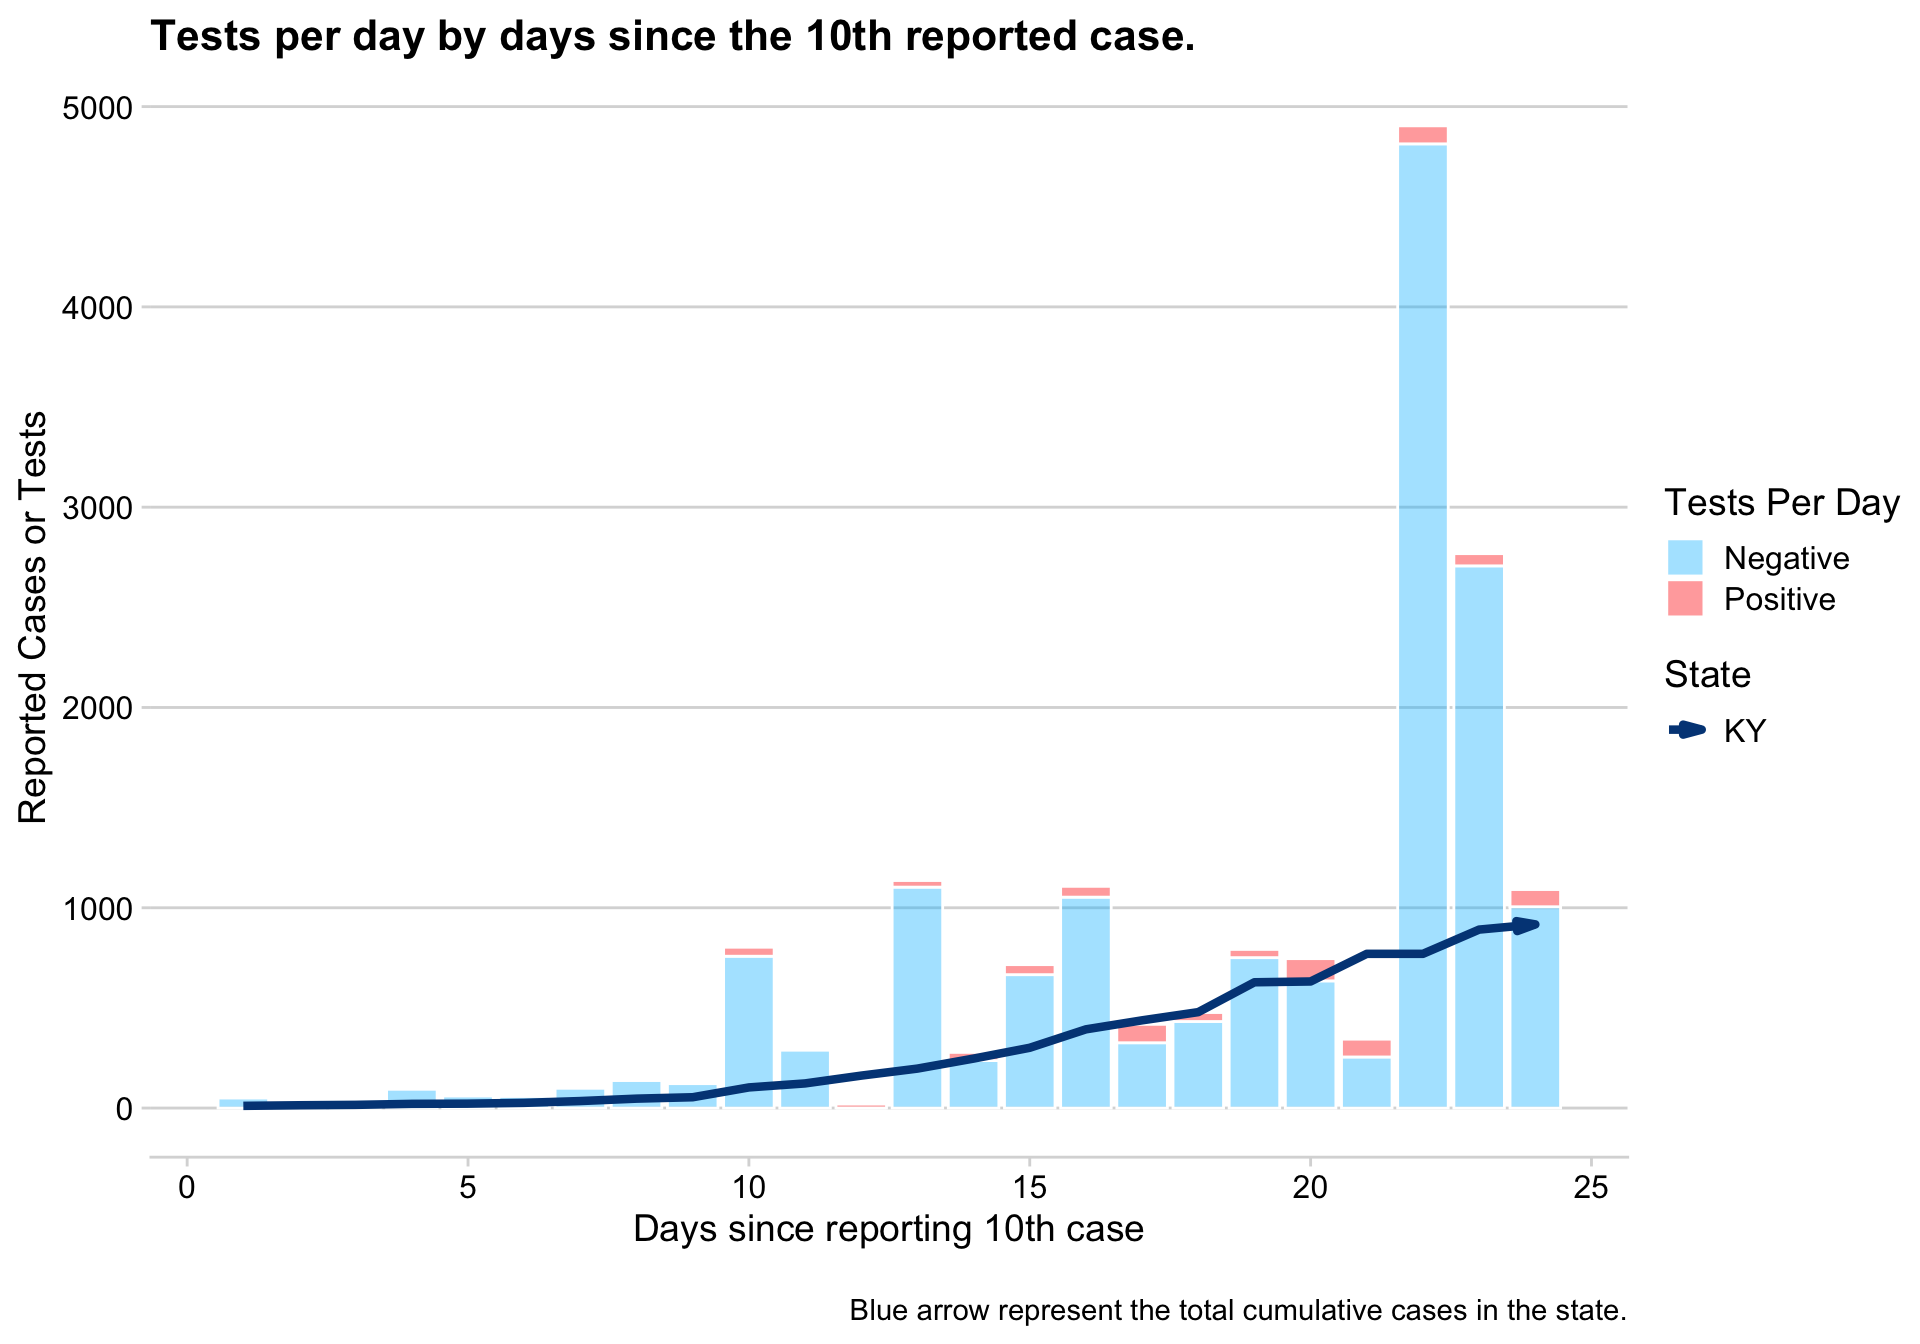 Tests per day by days since the 10th reported case.
Reported Cases or Tests
5000
4000
3000
2000
1000
0
0 5 10 15 20 25
Days since reporting 10th case
Tests Per Day
Negative
Positive
State
KY
Blue arrow represent the total cumulative cases in the state.